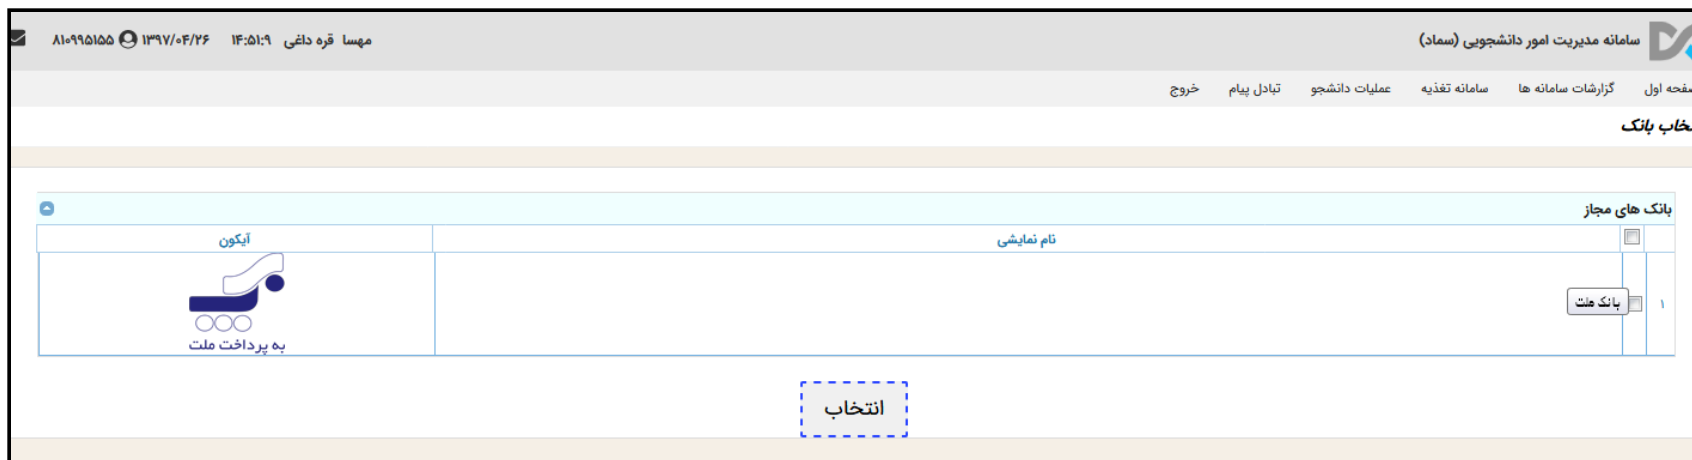 سامانه مدیریت امور دانشجویی (سماد) مهسا قره داغی ۱۴:۵۱:۹ ۱۳۹۷/۰۴/۲۶ ۸۱۰۹۹۵۱۵۵
صفحه اول گزارشات سامانه ها سامانه تغذیه عملیات دانشجو تبادل پیام خروج
بانک
بانک های مجاز
نام نمایشی آیکون
۱ بانک ملت
به پرداخت ملت
انتخاب